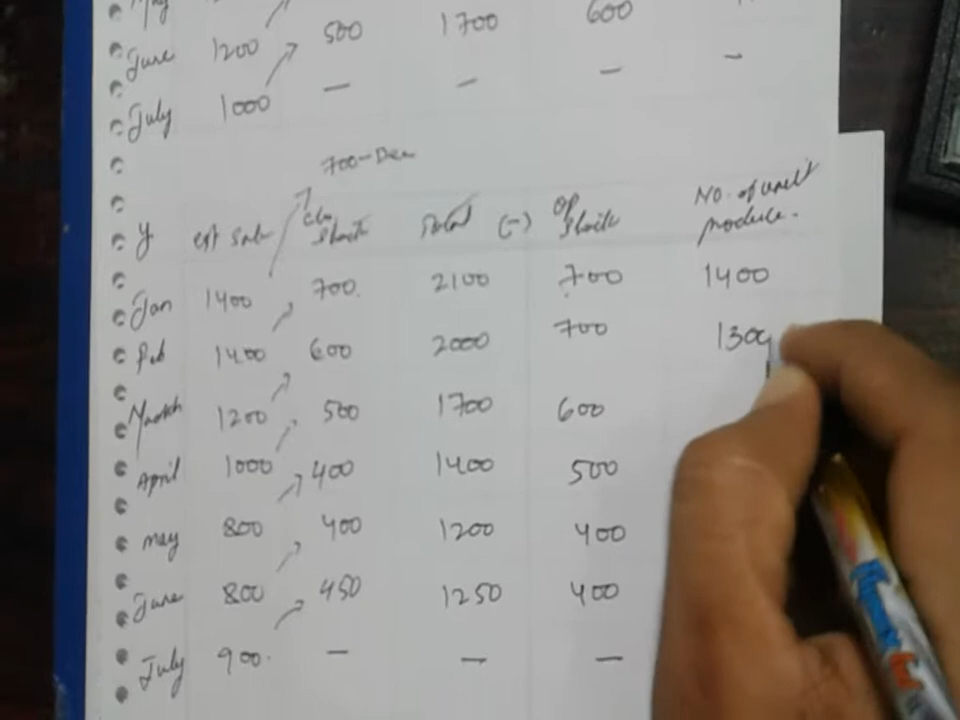 May
June 1200 500 1700 600
July 1000 — — — —
700-Dec
Y est Sale Clo Stock Total (-) Op Stock No. of unit produce.
Jan 1400 700 2100 700 1400
Feb 1400 600 2000 700 1300
March 1200 500 1700 600
April 1000 400 1400 500
May 800 400 1200 400
June 800 450 1250 400
July 900 — — —